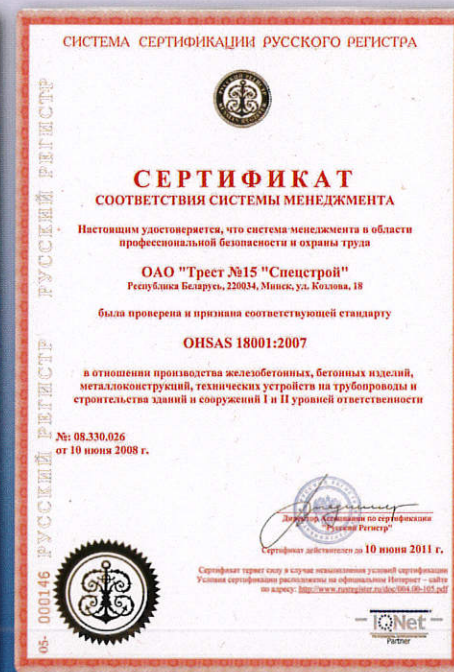 СИСТЕМА СЕРТИФИКАЦИИ РУССКОГО РЕГИСТРА
СЕРТИФИКАТ
СООТВЕТСТВИЯ СИСТЕМЫ МЕНЕДЖМЕНТА
Настоящим удостоверяется, что система менеджмента в области
профессиональной безопасности и охраны труда
ОАО "Трест №15 "Спецстрой"
Республика Беларусь, 220034, Минск, ул. Козлова, 18
была проверена и признана соответствующей стандарту
OHSAS 18001:2007
в отношении производства железобетонных, бетонных изделий,
металлоконструкций, технических устройств на трубопроводы и
строительства зданий и сооружений I и II уровней ответственности
№: 08.330.026
от 10 июня 2008 г.
Директор Ассоциации по сертификации
"Русский Регистр"
Сертификат действителен до 10 июня 2011 г.
Сертификат теряет силу в случае невыполнения условий сертификации
Условия сертификации расположены на официальном Интернет - сайте
по адресу: http://www.rusregister.ru/doc/004.00-105.pdf
IQNet
Partner
05- 000146 РУССКИЙ РЕГИСТР РУССКИЙ РЕГИСТР